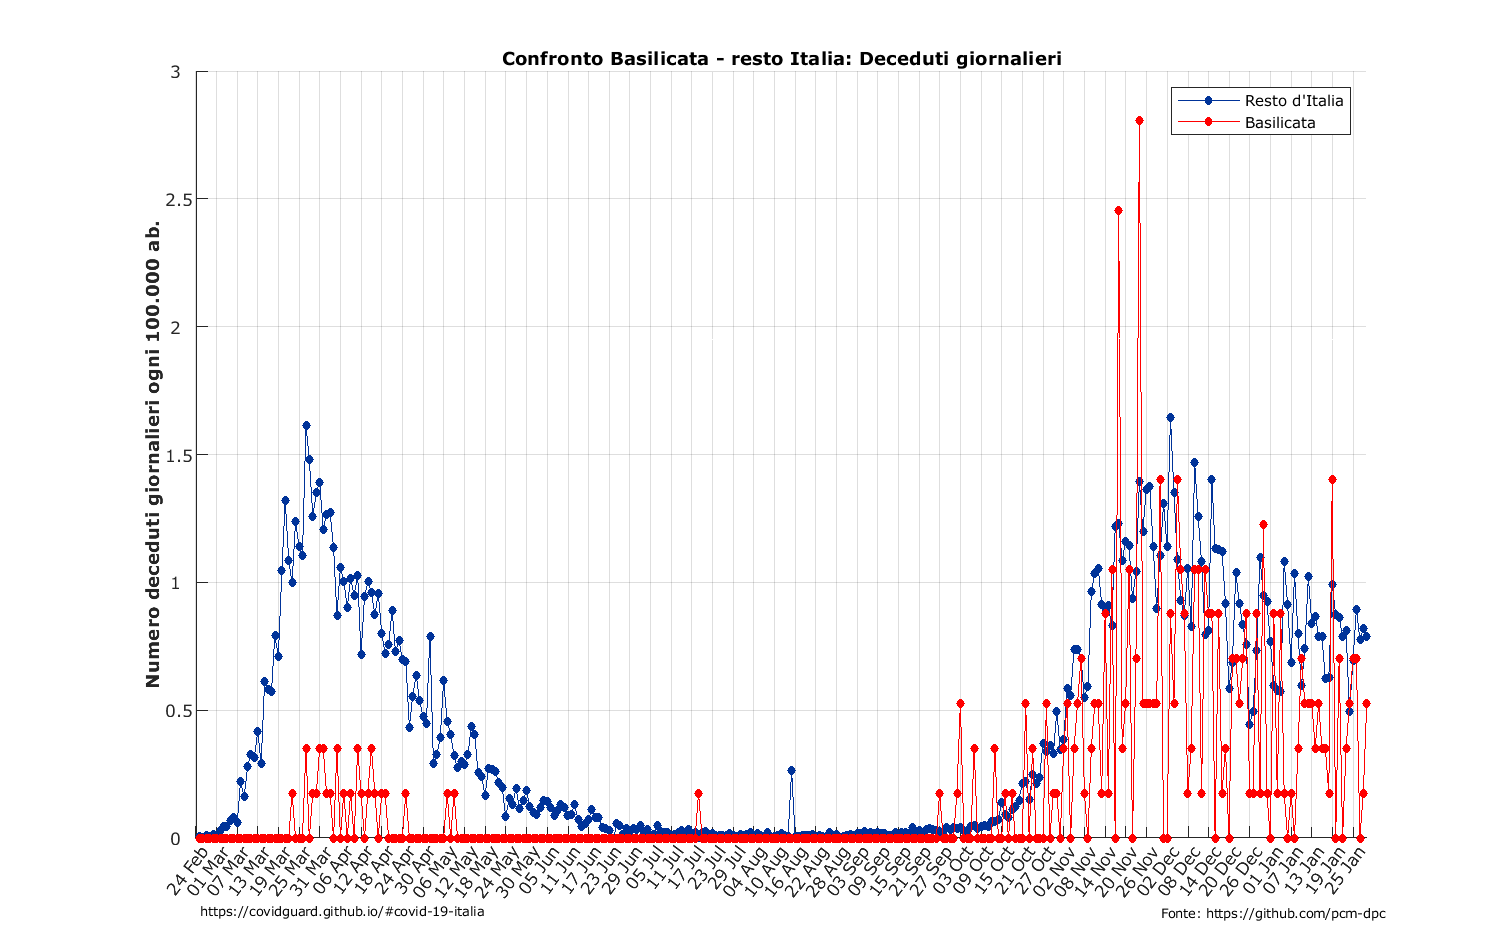 Confronto Basilicata - resto Italia: Deceduti giornalieri
Resto d'Italia
Basilicata
Numero deceduti giornalieri ogni 100.000 ab.
3
2.5
2
1.5
1
0.5
0
24 Feb
01 Mar
07 Mar
13 Mar
19 Mar
25 Mar
31 Mar
06 Apr
12 Apr
18 Apr
24 Apr
30 Apr
06 May
12 May
18 May
24 May
30 May
05 Jun
11 Jun
17 Jun
23 Jun
29 Jun
05 Jul
11 Jul
17 Jul
23 Jul
29 Jul
04 Aug
10 Aug
16 Aug
22 Aug
28 Aug
03 Sep
09 Sep
15 Sep
21 Sep
27 Sep
03 Oct
09 Oct
15 Oct
21 Oct
27 Oct
02 Nov
08 Nov
14 Nov
20 Nov
26 Nov
02 Dec
08 Dec
14 Dec
20 Dec
26 Dec
01 Jan
07 Jan
13 Jan
19 Jan
25 Jan
https://covidguard.github.io/#covid-19-italia
Fonte: https://github.com/pcm-dpc